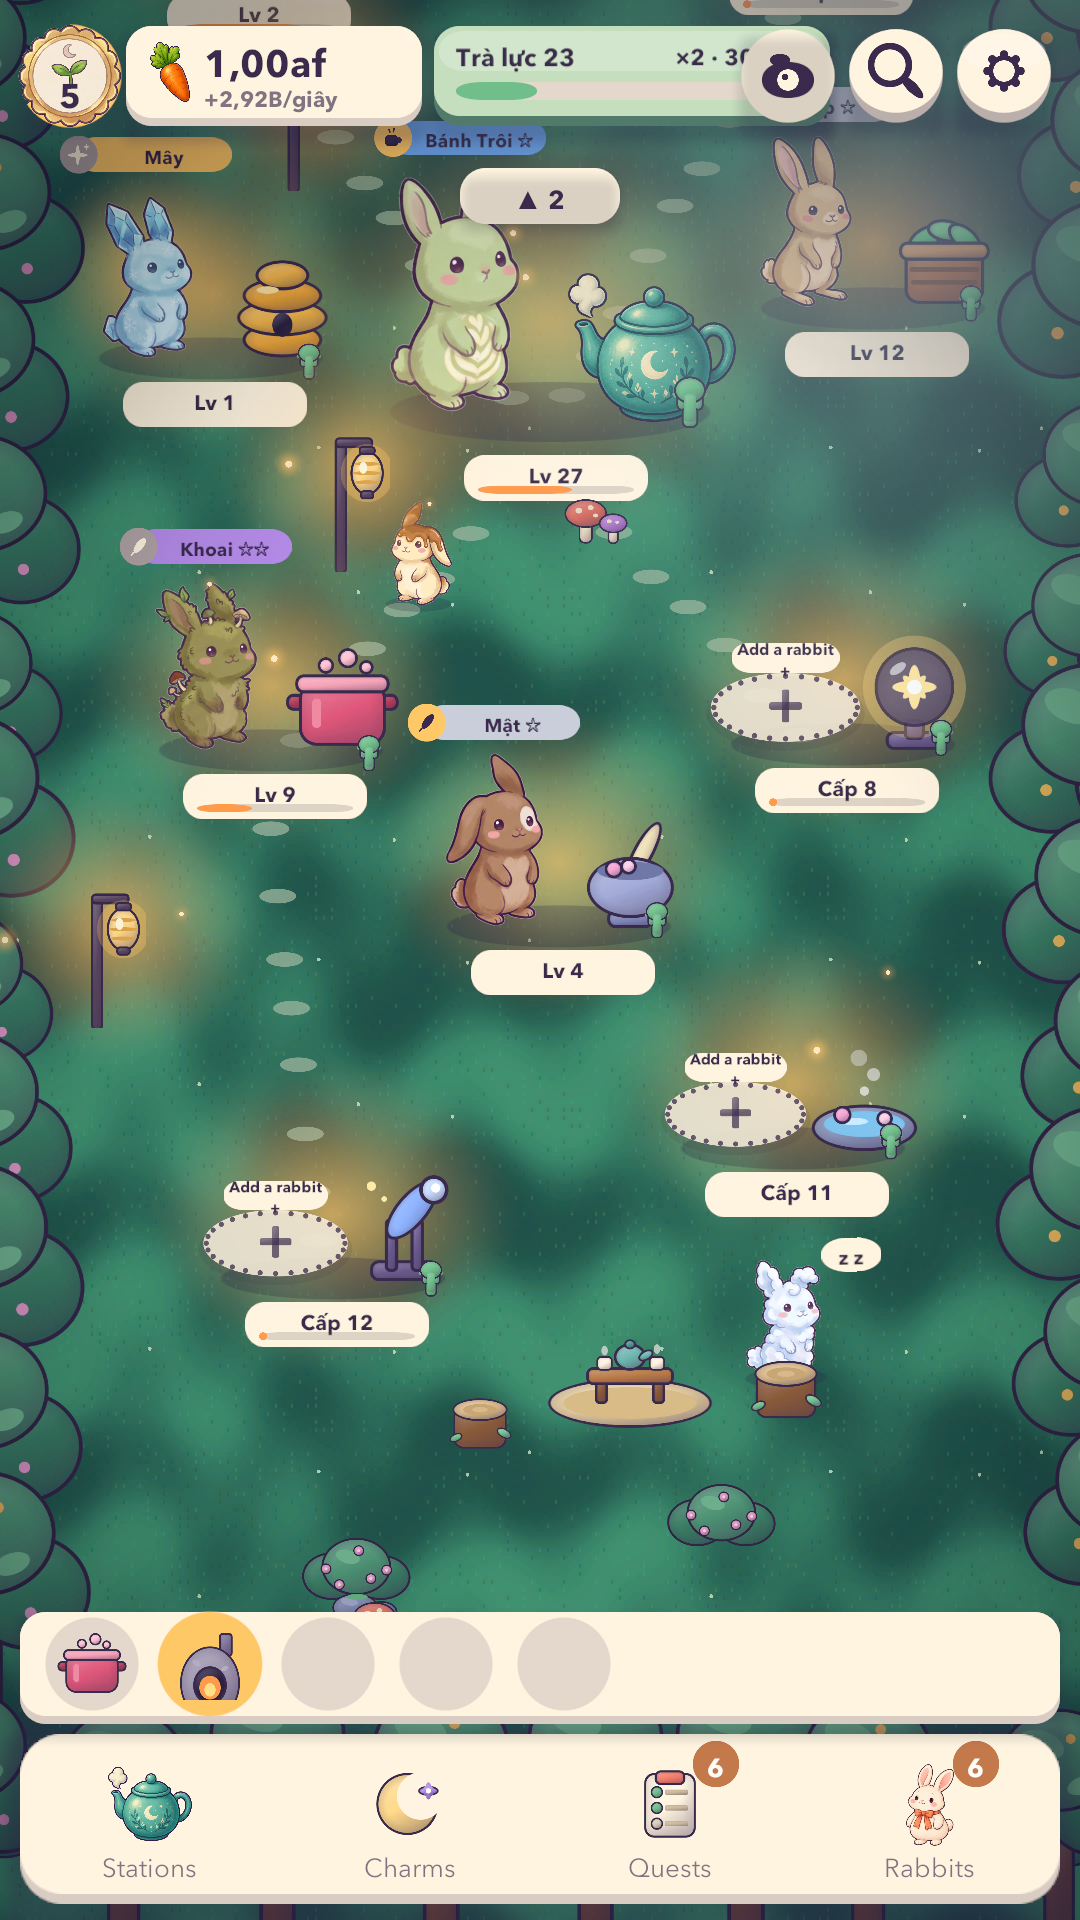 Lv 2
5
1,00af
+2,92B/giây
Trà lực 23
×2 · 30
Mây
Bánh Trôi ☆
▲ 2
Lv 1
Lv 27
Lv 12
Khoai ☆☆
Lv 9
Add a rabbit
+
Cấp 8
Mật ☆
Lv 4
Add a rabbit
+
Cấp 11
Add a rabbit
+
Cấp 12
z z
Stations
Charms
6
Quests
6
Rabbits